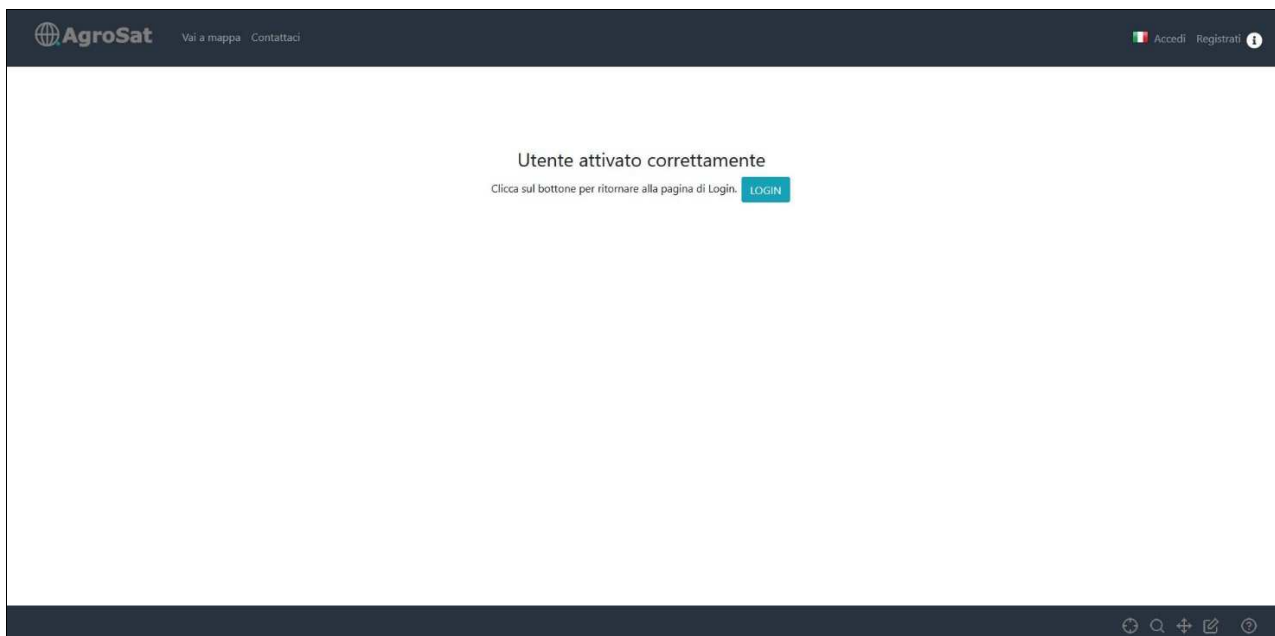 AgroSat Vai a mappa Contattaci Accedi Registrati
Utente attivato correttamente
Clicca sul bottone per ritornare alla pagina di Login. LOGIN